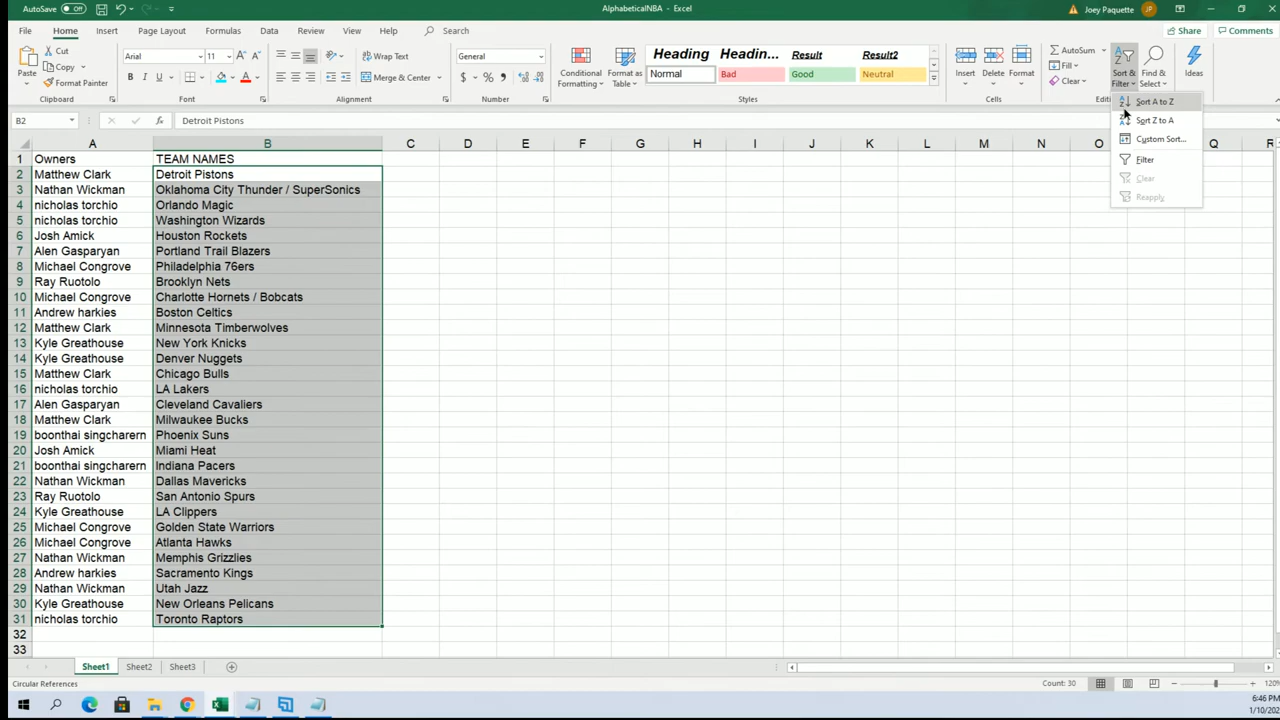 AutoSave Off AlphabeticalNBA - Excel Joey Paquette JP
File Home Insert Page Layout Formulas Data Review View Help Search Share Comments
Cut
Copy
Paste Format Painter
Arial 11
Wrap Text
Merge & Center
General
Conditional Formatting
Format as Table
Heading Headin... Result Result2
Normal Bad Good Neutral
Insert Delete Format
AutoSum
Fill
Clear
Sort & Filter
Find & Select
Ideas
Clipboard Font Alignment Number Styles Cells Editi
Sort A to Z
Sort Z to A
Custom Sort...
Filter
Clear
Reapply
B2 fx Detroit Pistons
A B C D E F G H I J K L M N O P Q R
1 Owners TEAM NAMES
2 Matthew Clark Detroit Pistons
3 Nathan Wickman Oklahoma City Thunder / SuperSonics
4 nicholas torchio Orlando Magic
5 nicholas torchio Washington Wizards
6 Josh Amick Houston Rockets
7 Alen Gasparyan Portland Trail Blazers
8 Michael Congrove Philadelphia 76ers
9 Ray Ruotolo Brooklyn Nets
10 Michael Congrove Charlotte Hornets / Bobcats
11 Andrew harkies Boston Celtics
12 Matthew Clark Minnesota Timberwolves
13 Kyle Greathouse New York Knicks
14 Kyle Greathouse Denver Nuggets
15 Matthew Clark Chicago Bulls
16 nicholas torchio LA Lakers
17 Alen Gasparyan Cleveland Cavaliers
18 Matthew Clark Milwaukee Bucks
19 boonthai singcharern Phoenix Suns
20 Josh Amick Miami Heat
21 boonthai singcharern Indiana Pacers
22 Nathan Wickman Dallas Mavericks
23 Ray Ruotolo San Antonio Spurs
24 Kyle Greathouse LA Clippers
25 Michael Congrove Golden State Warriors
26 Michael Congrove Atlanta Hawks
27 Nathan Wickman Memphis Grizzlies
28 Andrew harkies Sacramento Kings
29 Nathan Wickman Utah Jazz
30 Kyle Greathouse New Orleans Pelicans
31 nicholas torchio Toronto Raptors
32
33
Sheet1 Sheet2 Sheet3
Circular References Count: 30 120%
6:46 PM
1/10/202